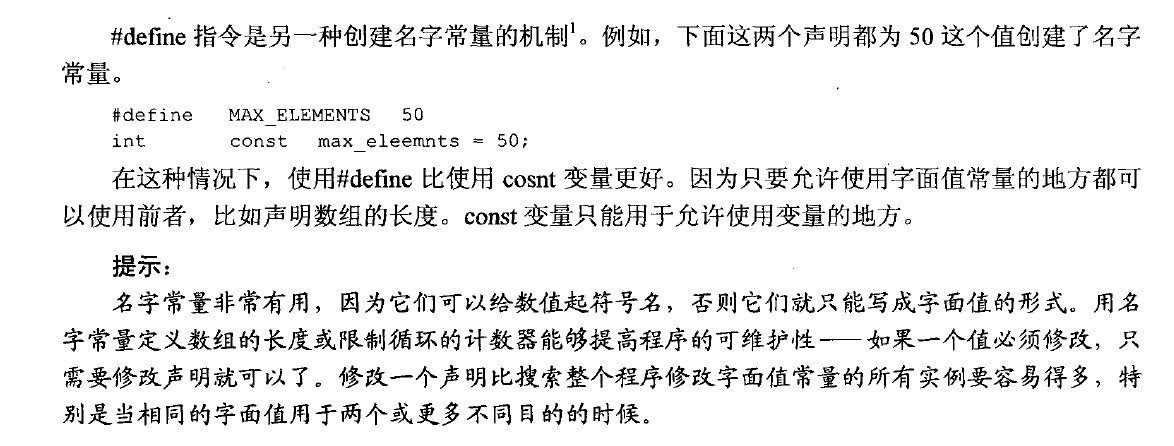 #define 指令是另一种创建名字常量的机制¹。例如，下面这两个声明都为 50 这个值创建了名字
常量。
#define MAX_ELEMENTS 50
int const max_eleemnts = 50;
在这种情况下，使用#define 比使用 cosnt 变量更好。因为只要允许使用字面值常量的地方都可
以使用前者，比如声明数组的长度。const 变量只能用于允许使用变量的地方。
提示：
名字常量非常有用，因为它们可以给数值起符号名，否则它们就只能写成字面值的形式。用名
字常量定义数组的长度或限制循环的计数器能够提高程序的可维护性——如果一个值必须修改，只
需要修改声明就可以了。修改一个声明比搜索整个程序修改字面值常量的所有实例要容易得多，特
别是当相同的字面值用于两个或更多不同目的的时候。